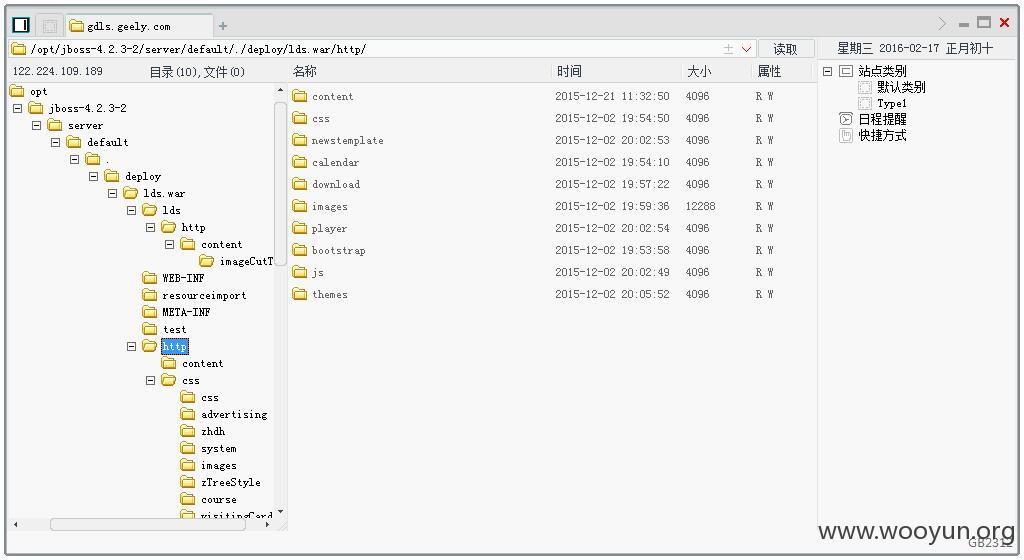 gdls.geely.com
/opt/jboss-4.2.3-2/server/default/./deploy/lds.war/http/
读取
星期三 2016-02-17 正月初十
122.224.109.189
目录(10),文件(0)
名称 时间 大小 属性
opt
jboss-4.2.3-2
server
default
.
deploy
lds.war
lds
http
content
imageCutT
WEB-INF
resourceimport
META-INF
test
http
content
css
css
advertising
zhdh
system
images
zTreeStyle
course
visitingCard
content 2015-12-21 11:32:50 4096 R W
css 2015-12-02 19:54:50 4096 R W
newstemplate 2015-12-02 20:02:53 4096 R W
calendar 2015-12-02 19:54:10 4096 R W
download 2015-12-02 19:57:22 4096 R W
images 2015-12-02 19:59:36 12288 R W
player 2015-12-02 20:02:54 4096 R W
bootstrap 2015-12-02 19:53:58 4096 R W
js 2015-12-02 20:02:49 4096 R W
themes 2015-12-02 20:05:52 4096 R W
站点类别
默认类别
Type1
日程提醒
快捷方式
www.wooyun.org
GB2312